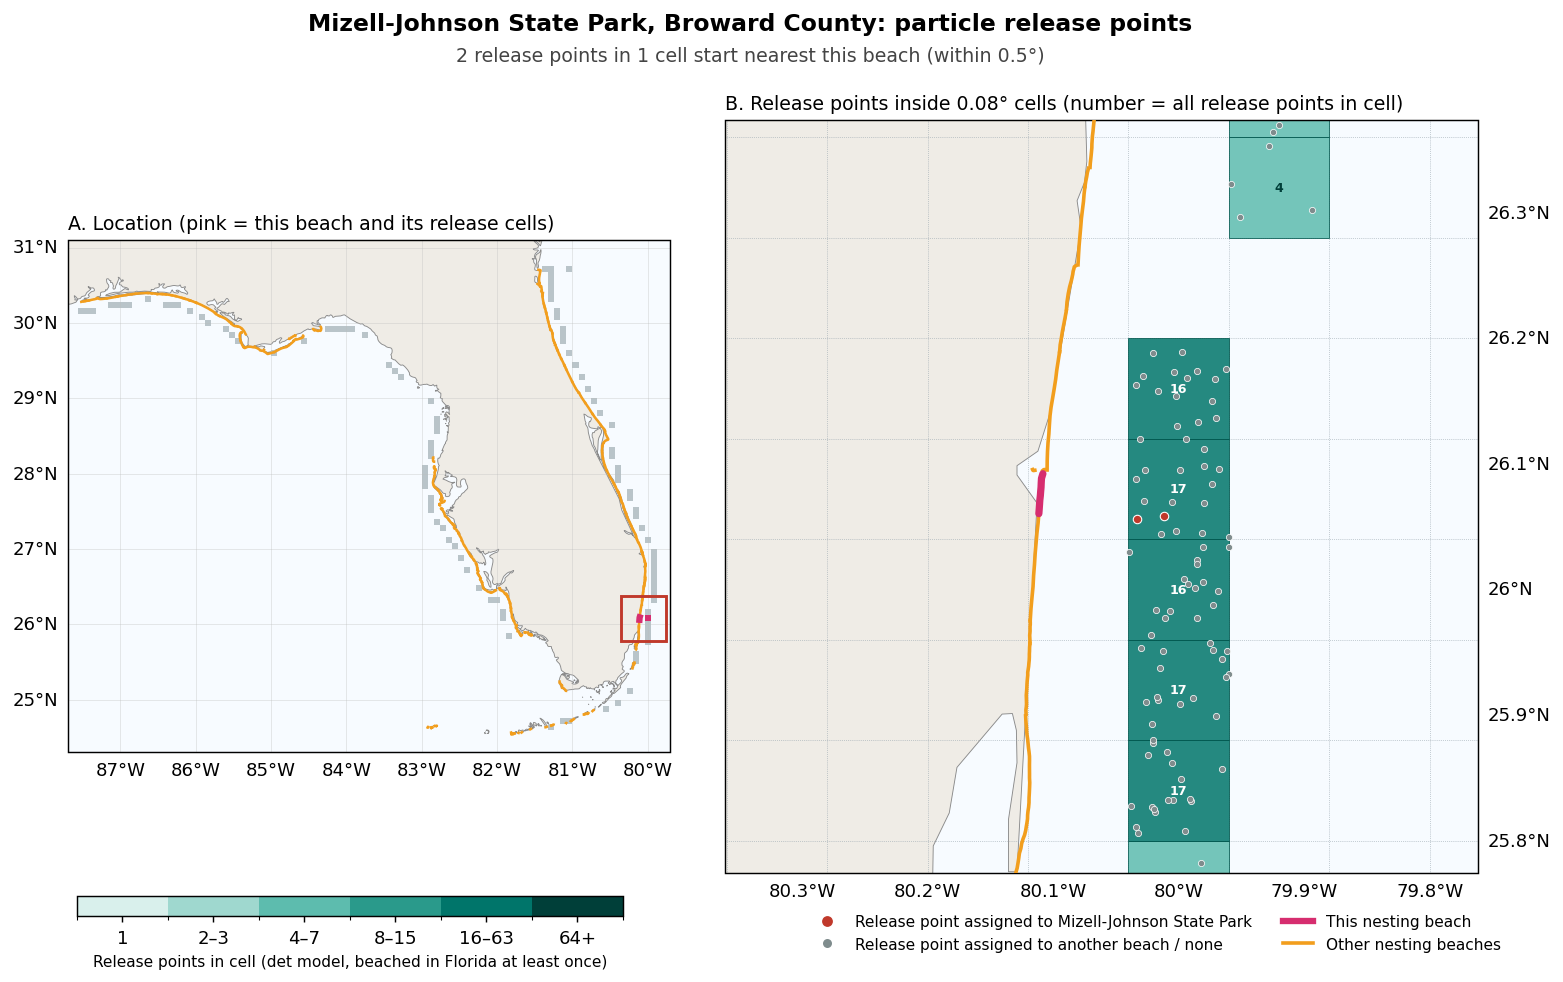 Mizell-Johnson State Park, Broward County: particle release points
2 release points in 1 cell start nearest this beach (within 0.5°)
A. Location (pink = this beach and its release cells)
31°N
30°N
29°N
28°N
27°N
26°N
25°N
87°W
86°W
85°W
84°W
83°W
82°W
81°W
80°W
1
2–3
4–7
8–15
16–63
64+
Release points in cell (det model, beached in Florida at least once)
B. Release points inside 0.08° cells (number = all release points in cell)
4
16
17
16
17
17
26.3°N
26.2°N
26.1°N
26°N
25.9°N
25.8°N
80.3°W
80.2°W
80.1°W
80°W
79.9°W
79.8°W
Release point assigned to Mizell-Johnson State Park
Release point assigned to another beach / none
This nesting beach
Other nesting beaches